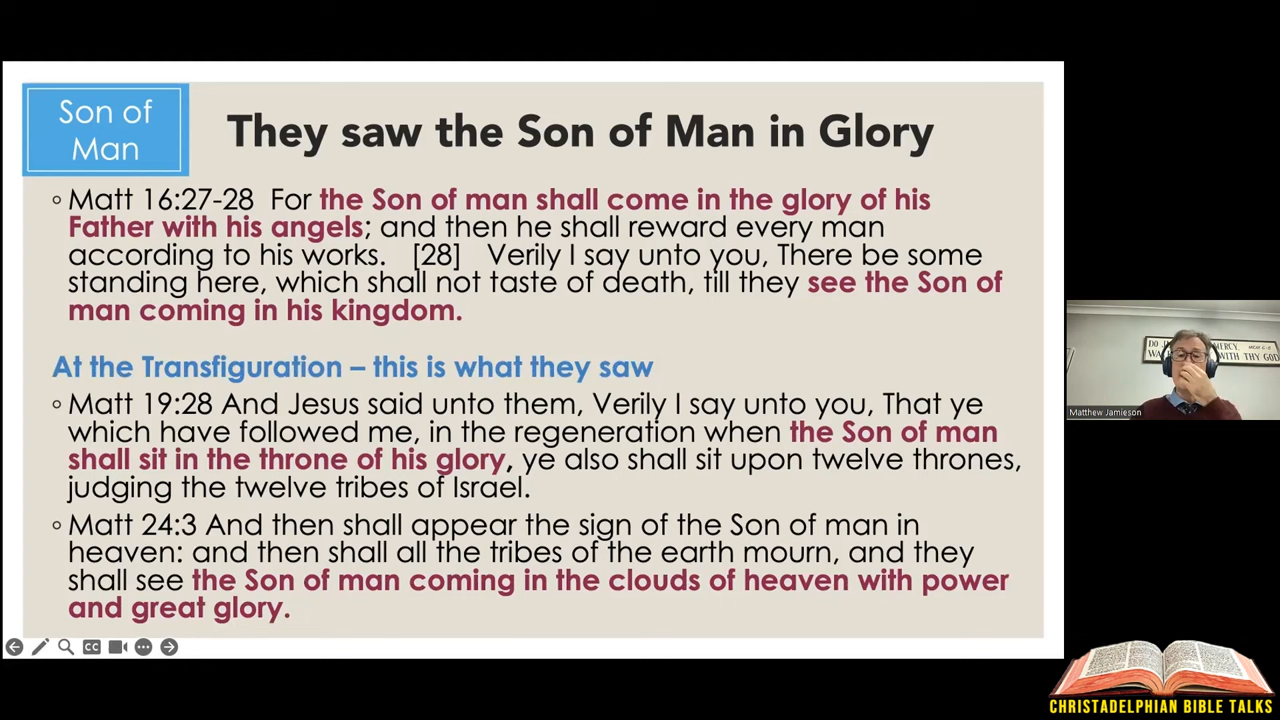 Son of
Man
They saw the Son of Man in Glory
◦ Matt 16:27-28 For the Son of man shall come in the glory of his
Father with his angels; and then he shall reward every man
according to his works. [28] Verily I say unto you, There be some
standing here, which shall not taste of death, till they see the Son of
man coming in his kingdom.
At the Transfiguration – this is what they saw
◦ Matt 19:28 And Jesus said unto them, Verily I say unto you, That ye
which have followed me, in the regeneration when the Son of man
shall sit in the throne of his glory, ye also shall sit upon twelve thrones,
judging the twelve tribes of Israel.
◦ Matt 24:3 And then shall appear the sign of the Son of man in
heaven: and then shall all the tribes of the earth mourn, and they
shall see the Son of man coming in the clouds of heaven with power
and great glory.
CC
DO MERCY,
WITH THY GOD
Matthew Jamieson
CHRISTADELPHIAN BIBLE TALKS